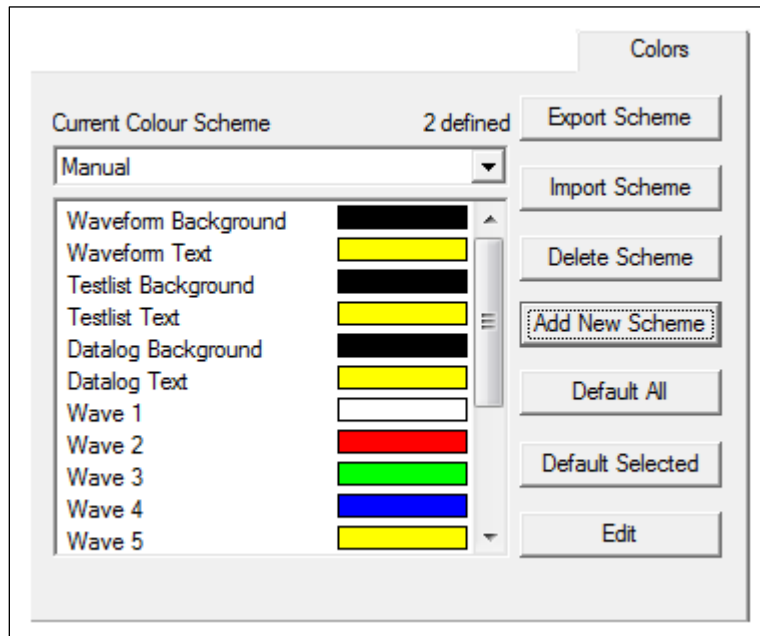 Colors
Current Colour Scheme 2 defined
Manual
Waveform Background
Waveform Text
Testlist Background
Testlist Text
Datalog Background
Datalog Text
Wave 1
Wave 2
Wave 3
Wave 4
Wave 5
Export Scheme
Import Scheme
Delete Scheme
Add New Scheme
Default All
Default Selected
Edit